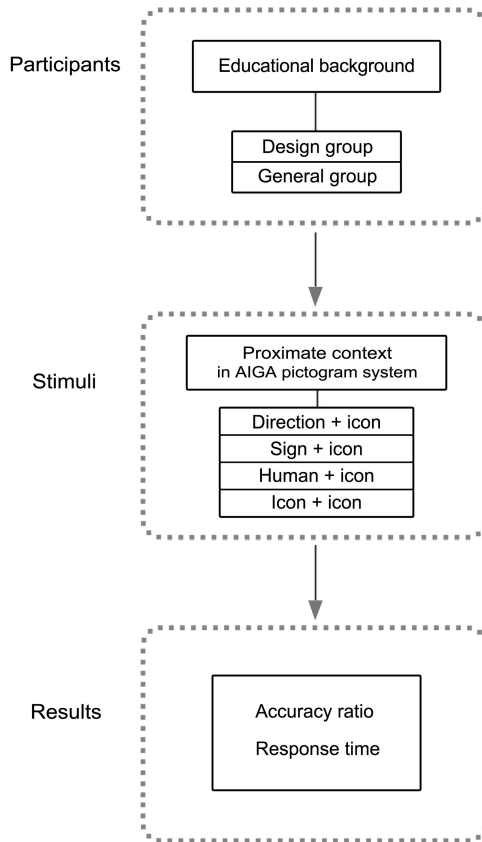 Participants
Educational background
Design group
General group
Stimuli
Proximate context
in AIGA pictogram system
Direction + icon
Sign + icon
Human + icon
Icon + icon
Results
Accuracy ratio
Response time